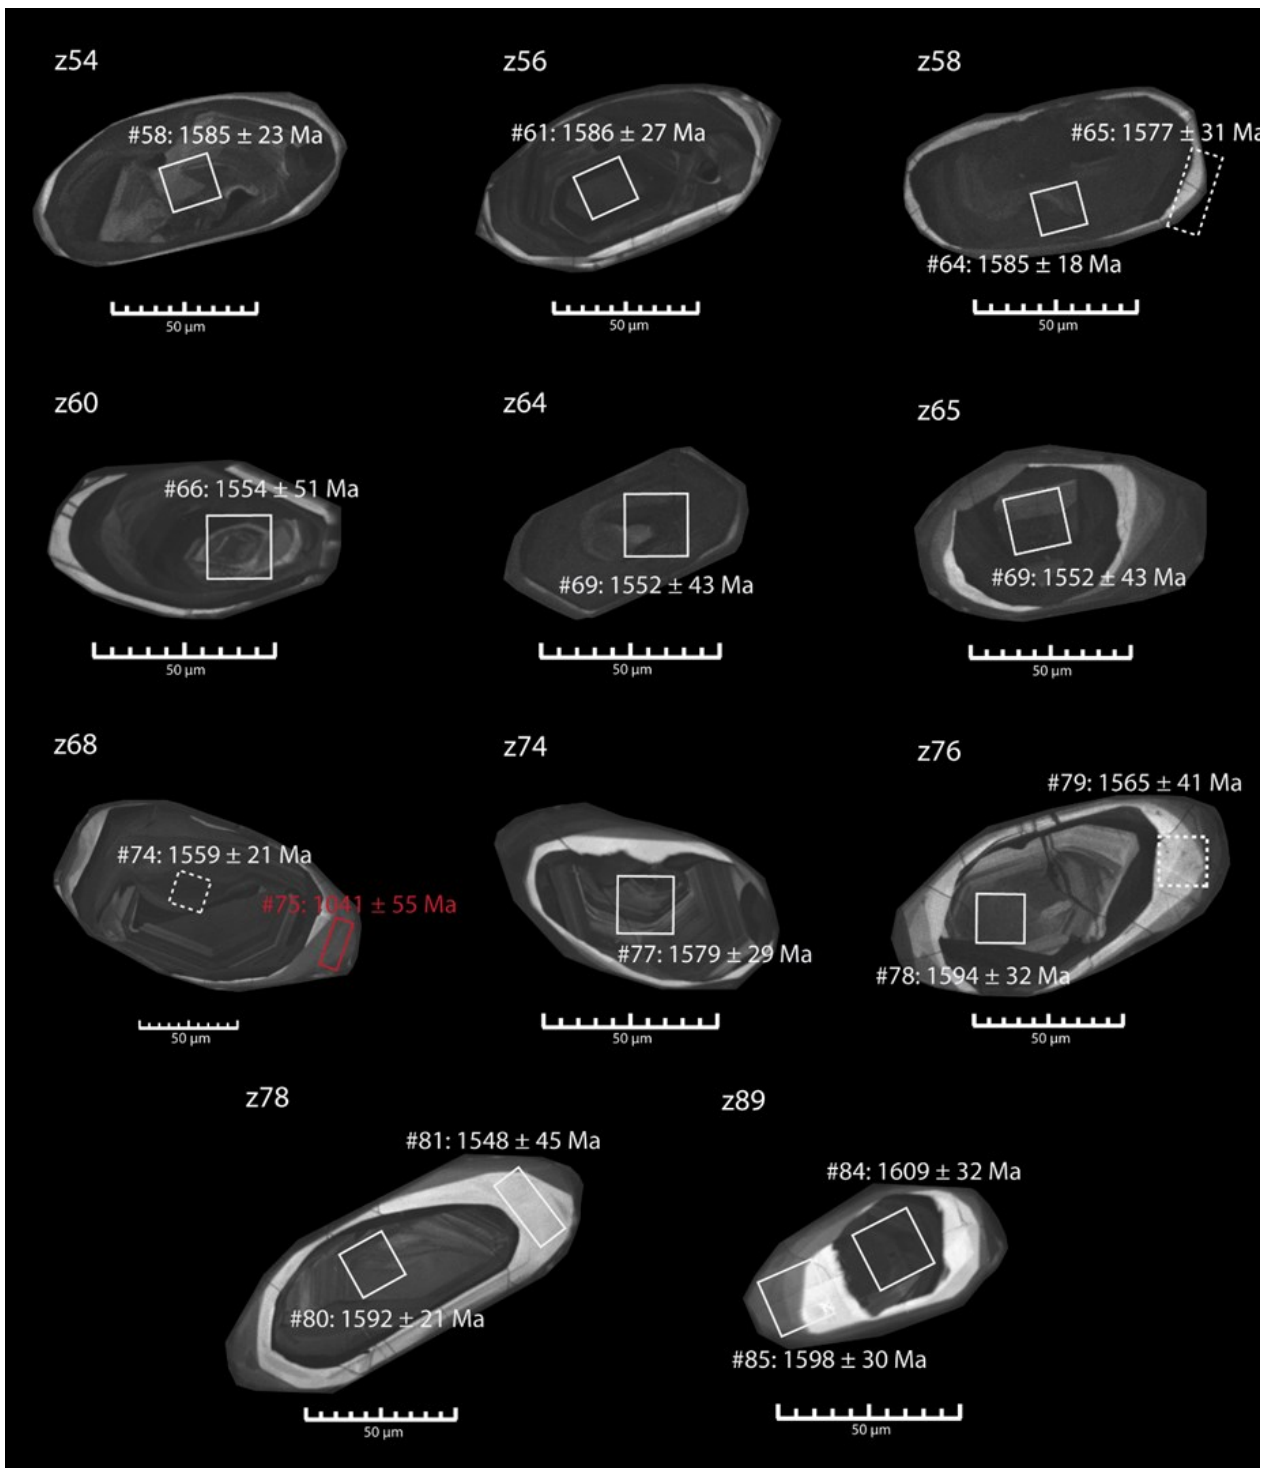 z54
z56
z58
#58: 1585 ± 23 Ma
#61: 1586 ± 27 Ma
#65: 1577 ± 31 Ma
#64: 1585 ± 18 Ma
50 µm
50 µm
50 µm
z60
z64
z65
#66: 1554 ± 51 Ma
#69: 1552 ± 43 Ma
#69: 1552 ± 43 Ma
50 µm
50 µm
50 µm
z68
z74
z76
#79: 1565 ± 41 Ma
#74: 1559 ± 21 Ma
#75: 1041 ± 55 Ma
#77: 1579 ± 29 Ma
#78: 1594 ± 32 Ma
50 µm
50 µm
50 µm
z78
z89
#81: 1548 ± 45 Ma
#84: 1609 ± 32 Ma
#80: 1592 ± 21 Ma
#85: 1598 ± 30 Ma
50 µm
50 µm